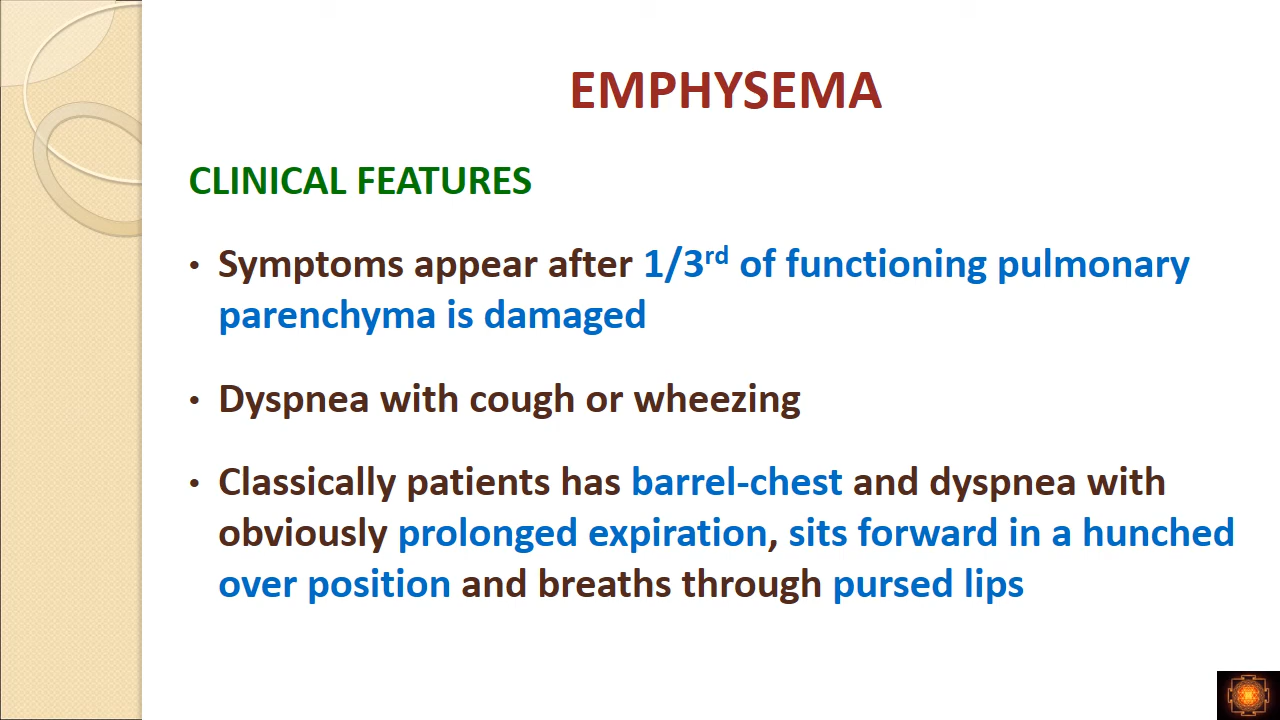 EMPHYSEMA
CLINICAL FEATURES
• Symptoms appear after 1/3rd of functioning pulmonary
parenchyma is damaged
• Dyspnea with cough or wheezing
• Classically patients has barrel-chest and dyspnea with
obviously prolonged expiration, sits forward in a hunched
over position and breaths through pursed lips